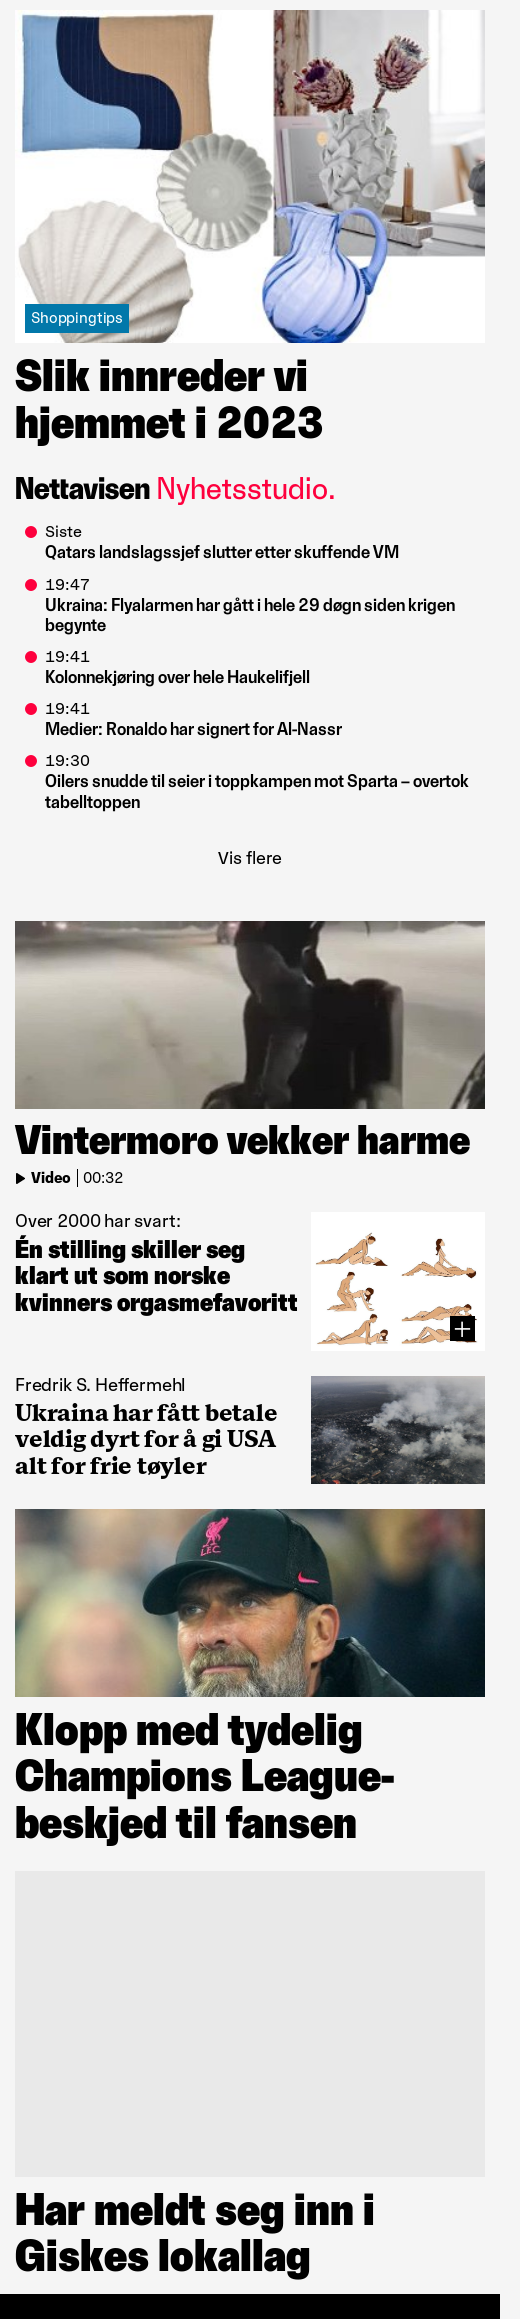 Shoppingtips
Slik innreder vi
hjemmet i 2023
Nettavisen Nyhetsstudio.
Siste
Qatars landslagssjef slutter etter skuffende VM
19:47
Ukraina: Flyalarmen har gått i hele 29 døgn siden krigen
begynte
19:41
Kolonnekjøring over hele Haukelifjell
19:41
Medier: Ronaldo har signert for Al-Nassr
19:30
Oilers snudde til seier i toppkampen mot Sparta – overtok
tabelltoppen
Vis flere
Vintermoro vekker harme
Video | 00:32
Over 2000 har svart:
Én stilling skiller seg
klart ut som norske
kvinners orgasmefavoritt
Fredrik S. Heffermehl
Ukraina har fått betale
veldig dyrt for å gi USA
alt for frie tøyler
L.F.C.
Klopp med tydelig
Champions League-
beskjed til fansen
Har meldt seg inn i
Giskes lokallag